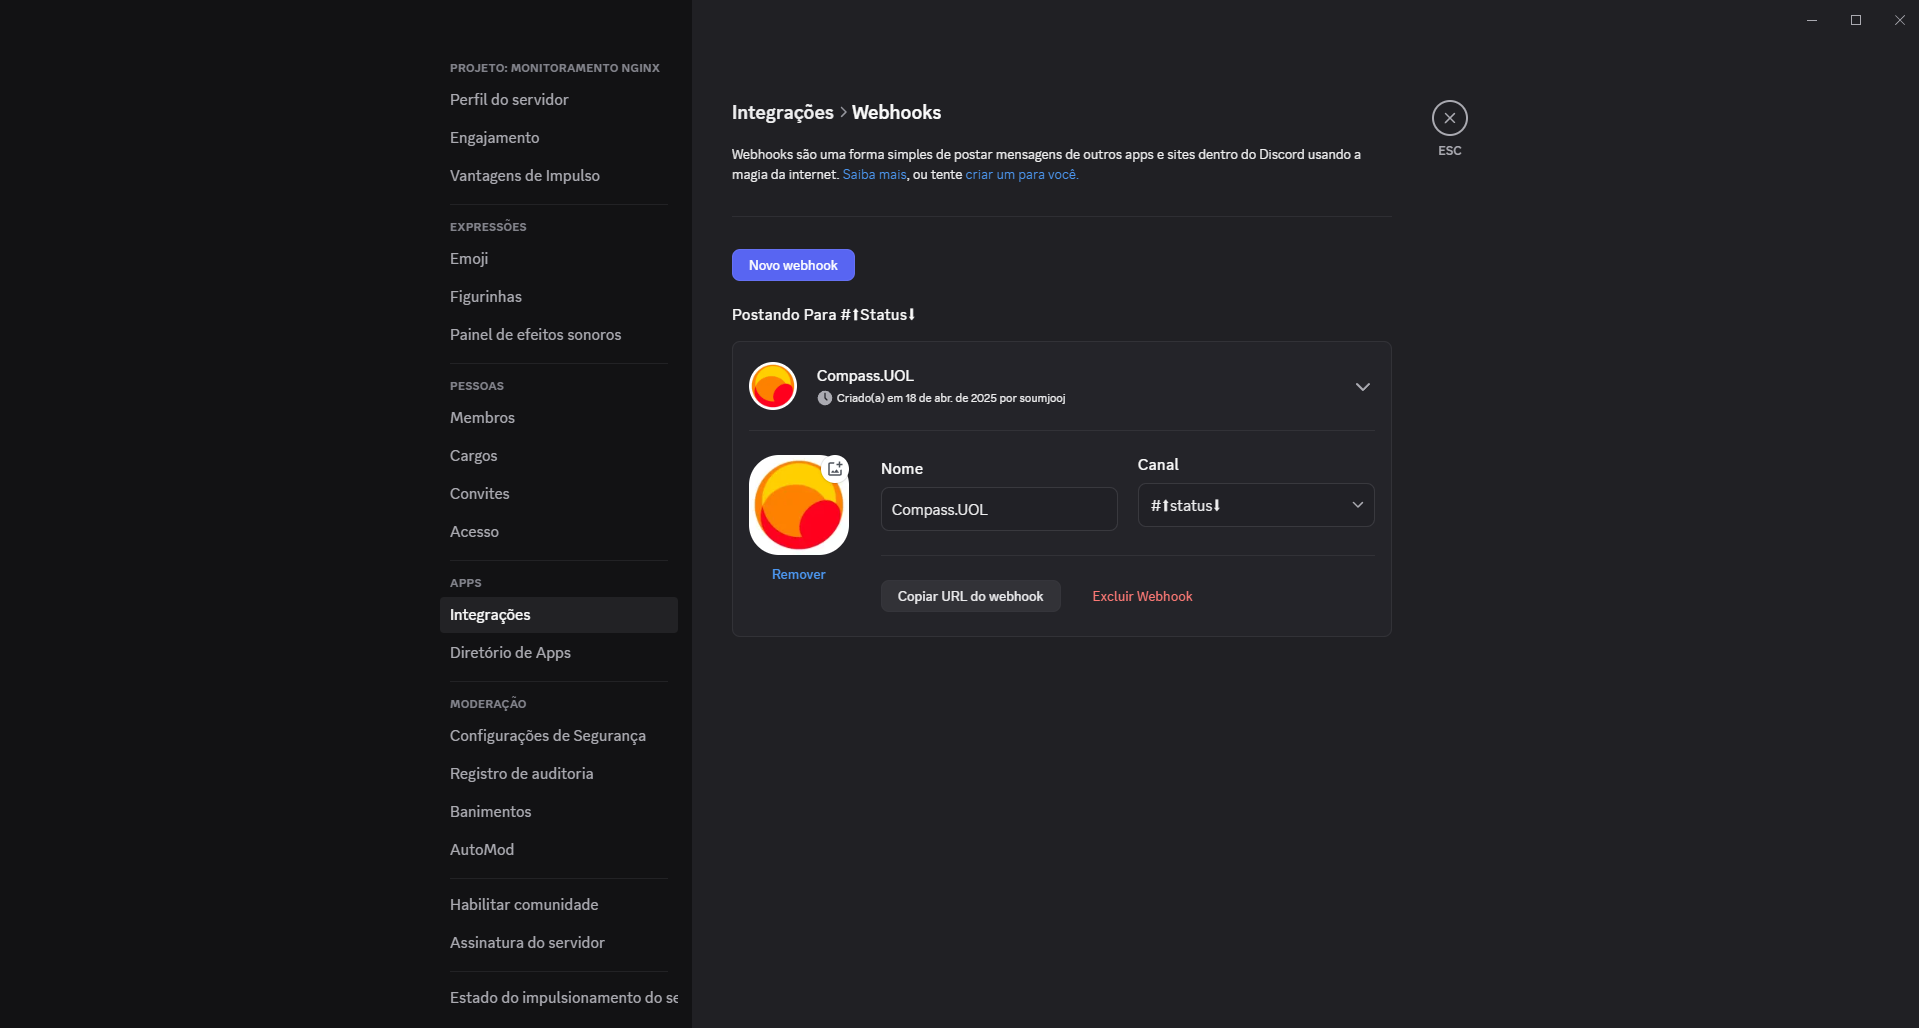 PROJETO: MONITORAMENTO NGINX
Perfil do servidor
Engajamento
Vantagens de Impulso
EXPRESSÕES
Emoji
Figurinhas
Painel de efeitos sonoros
PESSOAS
Membros
Cargos
Convites
Acesso
APPS
Integrações
Diretório de Apps
MODERAÇÃO
Configurações de Segurança
Registro de auditoria
Banimentos
AutoMod
Habilitar comunidade
Assinatura do servidor
Estado do impulsionamento do se
Integrações > Webhooks
Webhooks são uma forma simples de postar mensagens de outros apps e sites dentro do Discord usando a
magia da internet. Saiba mais, ou tente criar um para você.
ESC
Novo webhook
Postando Para #⬆Status⬇
Compass.UOL
Criado(a) em 18 de abr. de 2025 por soumjooj
Nome
Canal
Compass.UOL
#⬆status⬇
Remover
Copiar URL do webhook
Excluir Webhook